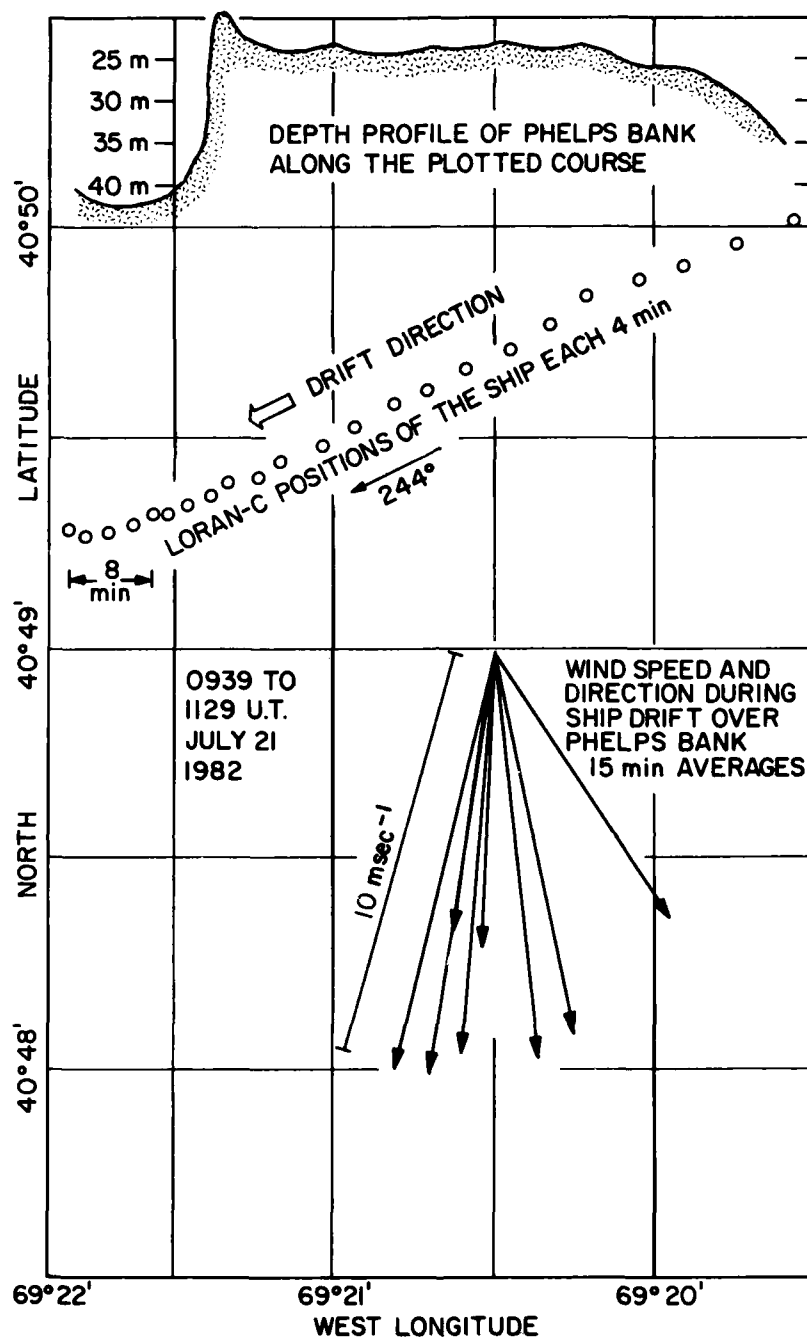 25 m
30 m
35 m
40 m
DEPTH PROFILE OF PHELPS BANK
ALONG THE PLOTTED COURSE
40°50'
DRIFT DIRECTION
LORAN-C POSITIONS OF THE SHIP EACH 4 min
244°
8
min
LATITUDE
40°49'
0939 TO
1129 U.T.
JULY 21
1982
WIND SPEED AND
DIRECTION DURING
SHIP DRIFT OVER
PHELPS BANK
15 min AVERAGES
10 msec⁻¹
NORTH
40°48'
69°22'
69°21'
69°20'
WEST LONGITUDE